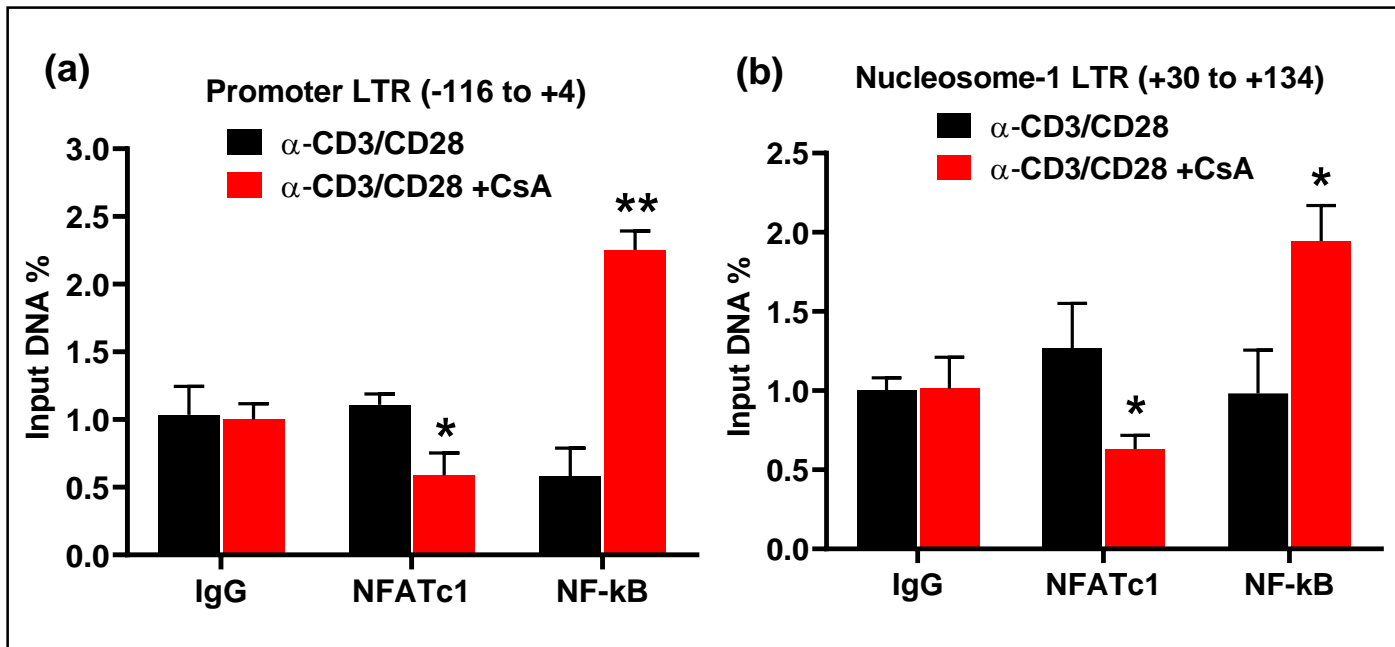 (a)
Promoter LTR (-116 to +4)
α-CD3/CD28
α-CD3/CD28 +CsA
Input DNA %
3.0
2.5
2.0
1.5
1.0
0.5
0.0
*
**
IgG
NFATc1
NF-kB
(b)
Nucleosome-1 LTR (+30 to +134)
α-CD3/CD28
α-CD3/CD28 +CsA
Input DNA %
2.5
2.0
1.5
1.0
0.5
0.0
*
*
IgG
NFATc1
NF-kB